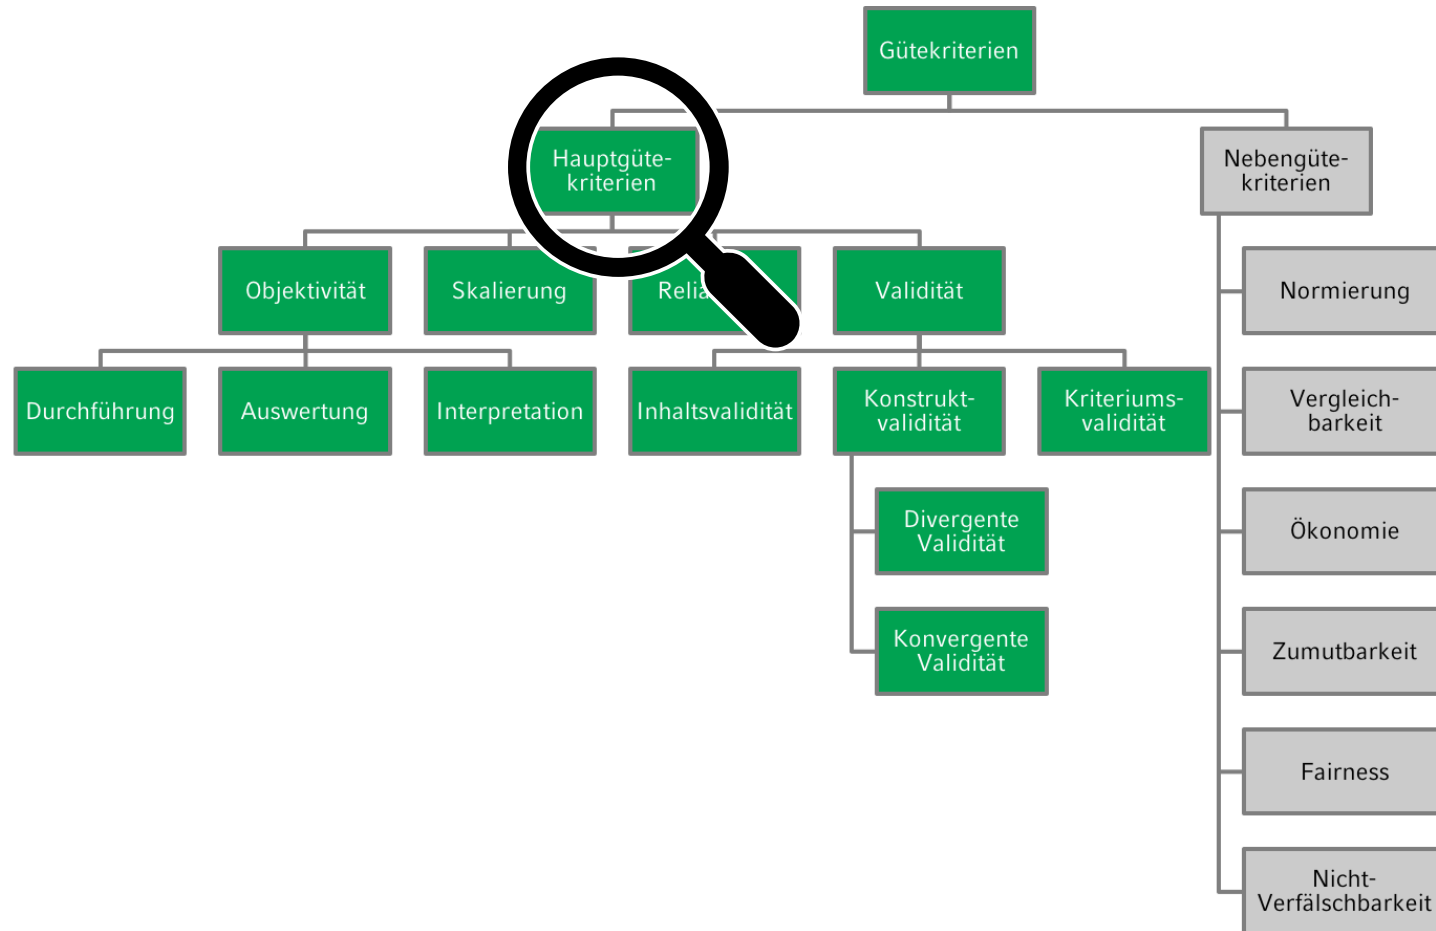 Gütekriterien
Hauptgüte-
kriterien
Nebengüte-
kriterien
Objektivität
Skalierung
Validität
Normierung
Durchführung
Auswertung
Interpretation
Inhaltsvalidität
Konstrukt-
validität
Kriteriums-
validität
Vergleich-
barkeit
Divergente
Validität
Ökonomie
Konvergente
Validität
Zumutbarkeit
Fairness
Nicht-
Verfälschbarkeit